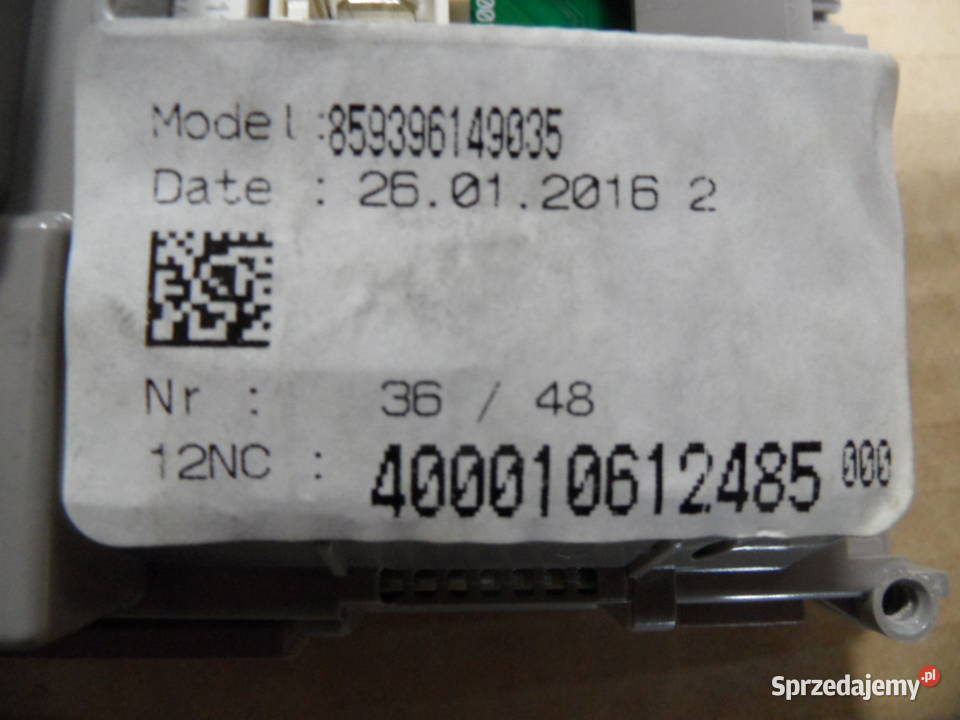 Model :859396149035
Date : 26.01.2016 2
Nr : 36 / 48
12NC : 400010612485 000
Sprzedajemy.pl